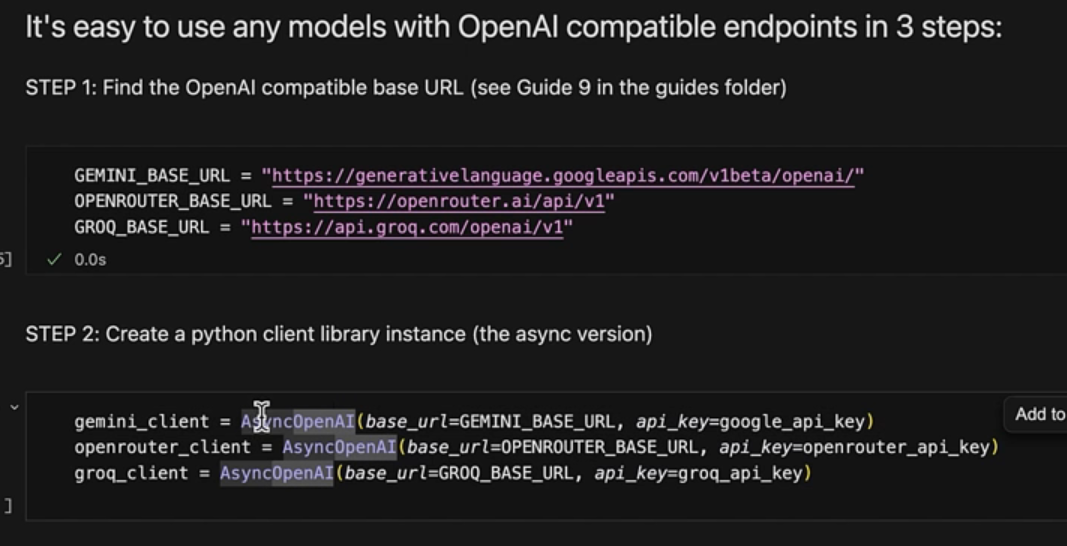 It's easy to use any models with OpenAI compatible endpoints in 3 steps:
STEP 1: Find the OpenAI compatible base URL (see Guide 9 in the guides folder)
GEMINI_BASE_URL = "https://generativelanguage.googleapis.com/v1beta/openai/"
OPENROUTER_BASE_URL = "https://openrouter.ai/api/v1"
GROQ_BASE_URL = "https://api.groq.com/openai/v1"
5] ✓ 0.0s
STEP 2: Create a python client library instance (the async version)
gemini_client = AsyncOpenAI(base_url=GEMINI_BASE_URL, api_key=google_api_key)
Add to
openrouter_client = AsyncOpenAI(base_url=OPENROUTER_BASE_URL, api_key=openrouter_api_key)
groq_client = AsyncOpenAI(base_url=GROQ_BASE_URL, api_key=groq_api_key)
]